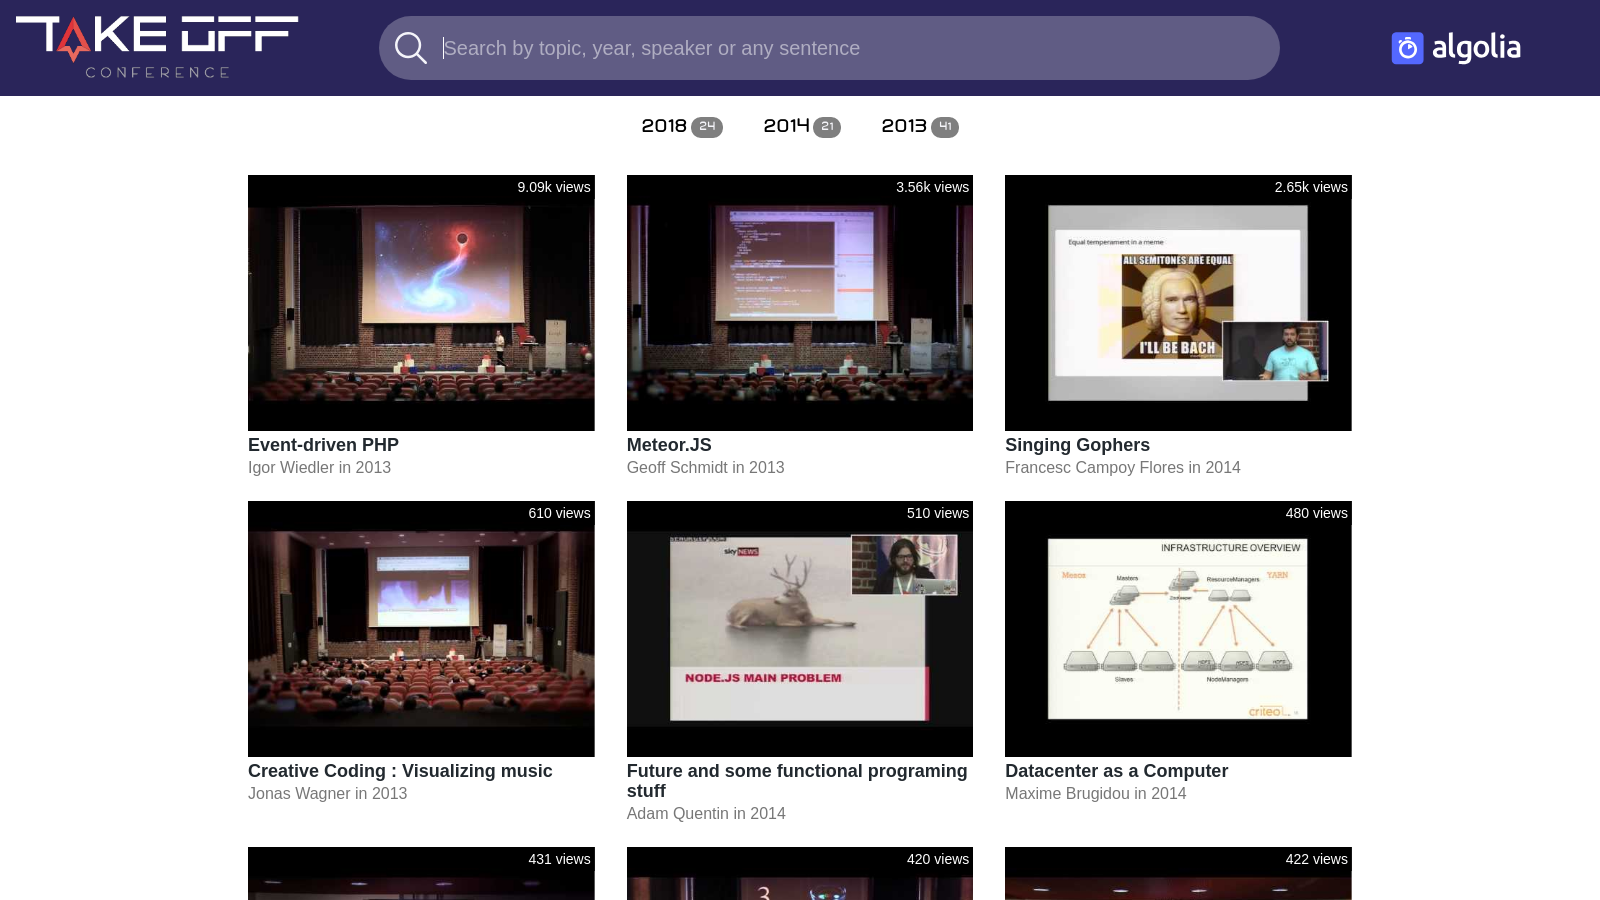 TAKE OFF
CONFERENCE
Search by topic, year, speaker or any sentence
algolia
2018 24
2014 21
2013 41
9.09k views
3.56k views
2.65k views
Equal temperament in a meme
ALL SEMITONES ARE EQUAL
I'LL BE BACH
Event-driven PHP
Igor Wiedler in 2013
Meteor.JS
Geoff Schmidt in 2013
Singing Gophers
Francesc Campoy Flores in 2014
610 views
510 views
480 views
sky NEWS
NODE.JS MAIN PROBLEM
INFRASTRUCTURE OVERVIEW
Mesos
Masters
ResourceManagers
YARN
Zookeeper
HDFS
HDFS
HDFS
Slaves
NodeManagers
criteo
Creative Coding : Visualizing music
Jonas Wagner in 2013
Future and some functional programing
stuff
Adam Quentin in 2014
Datacenter as a Computer
Maxime Brugidou in 2014
431 views
420 views
422 views
3